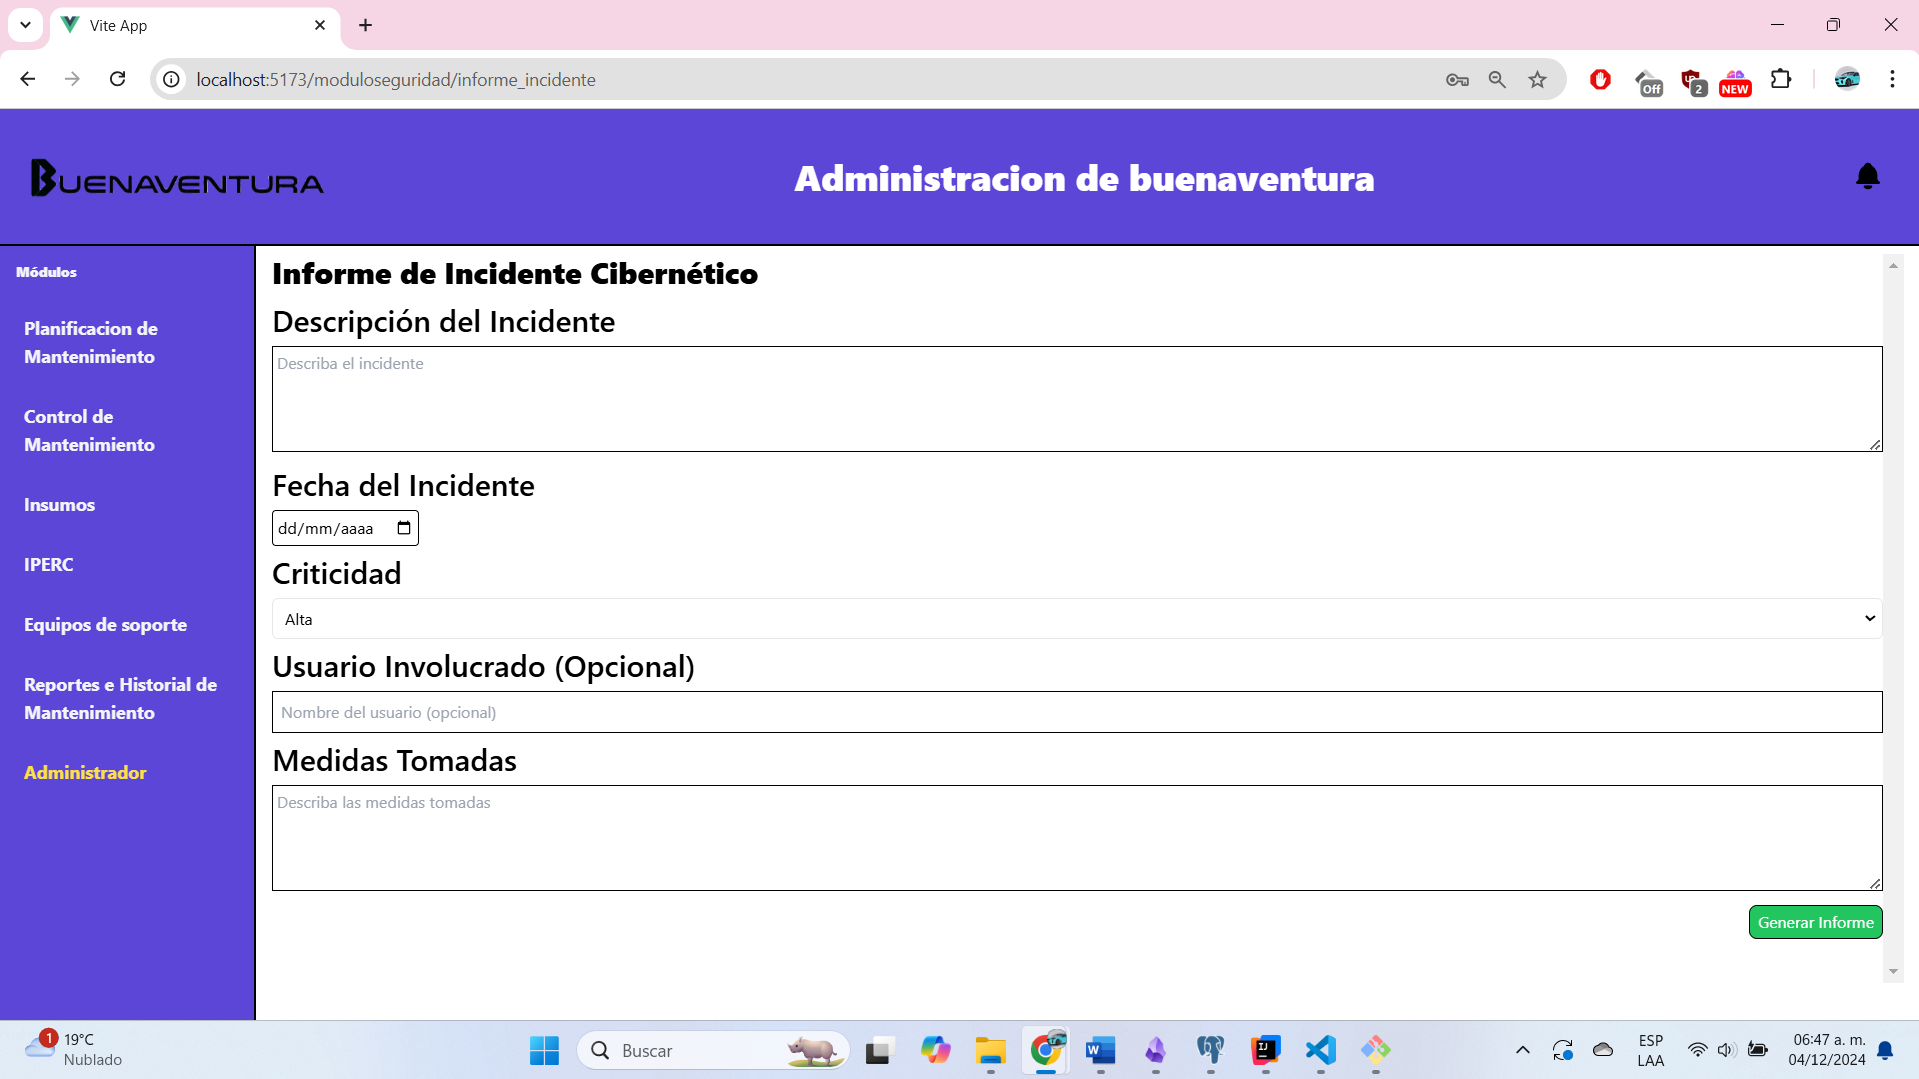 Vite App
localhost:5173/moduloseguridad/informe_incidente
Off
2
NEW
BUENAVENTURA
Administracion de buenaventura
Módulos
Planificacion de
Mantenimiento
Control de
Mantenimiento
Insumos
IPERC
Equipos de soporte
Reportes e Historial de
Mantenimiento
Administrador
Informe de Incidente Cibernético
Descripción del Incidente
Describa el incidente
Fecha del Incidente
dd/mm/aaaa
Criticidad
Alta
Usuario Involucrado (Opcional)
Nombre del usuario (opcional)
Medidas Tomadas
Describa las medidas tomadas
Generar Informe
1
19°C
Nublado
Buscar
W
IJ
ESP
LAA
06:47 a. m.
04/12/2024